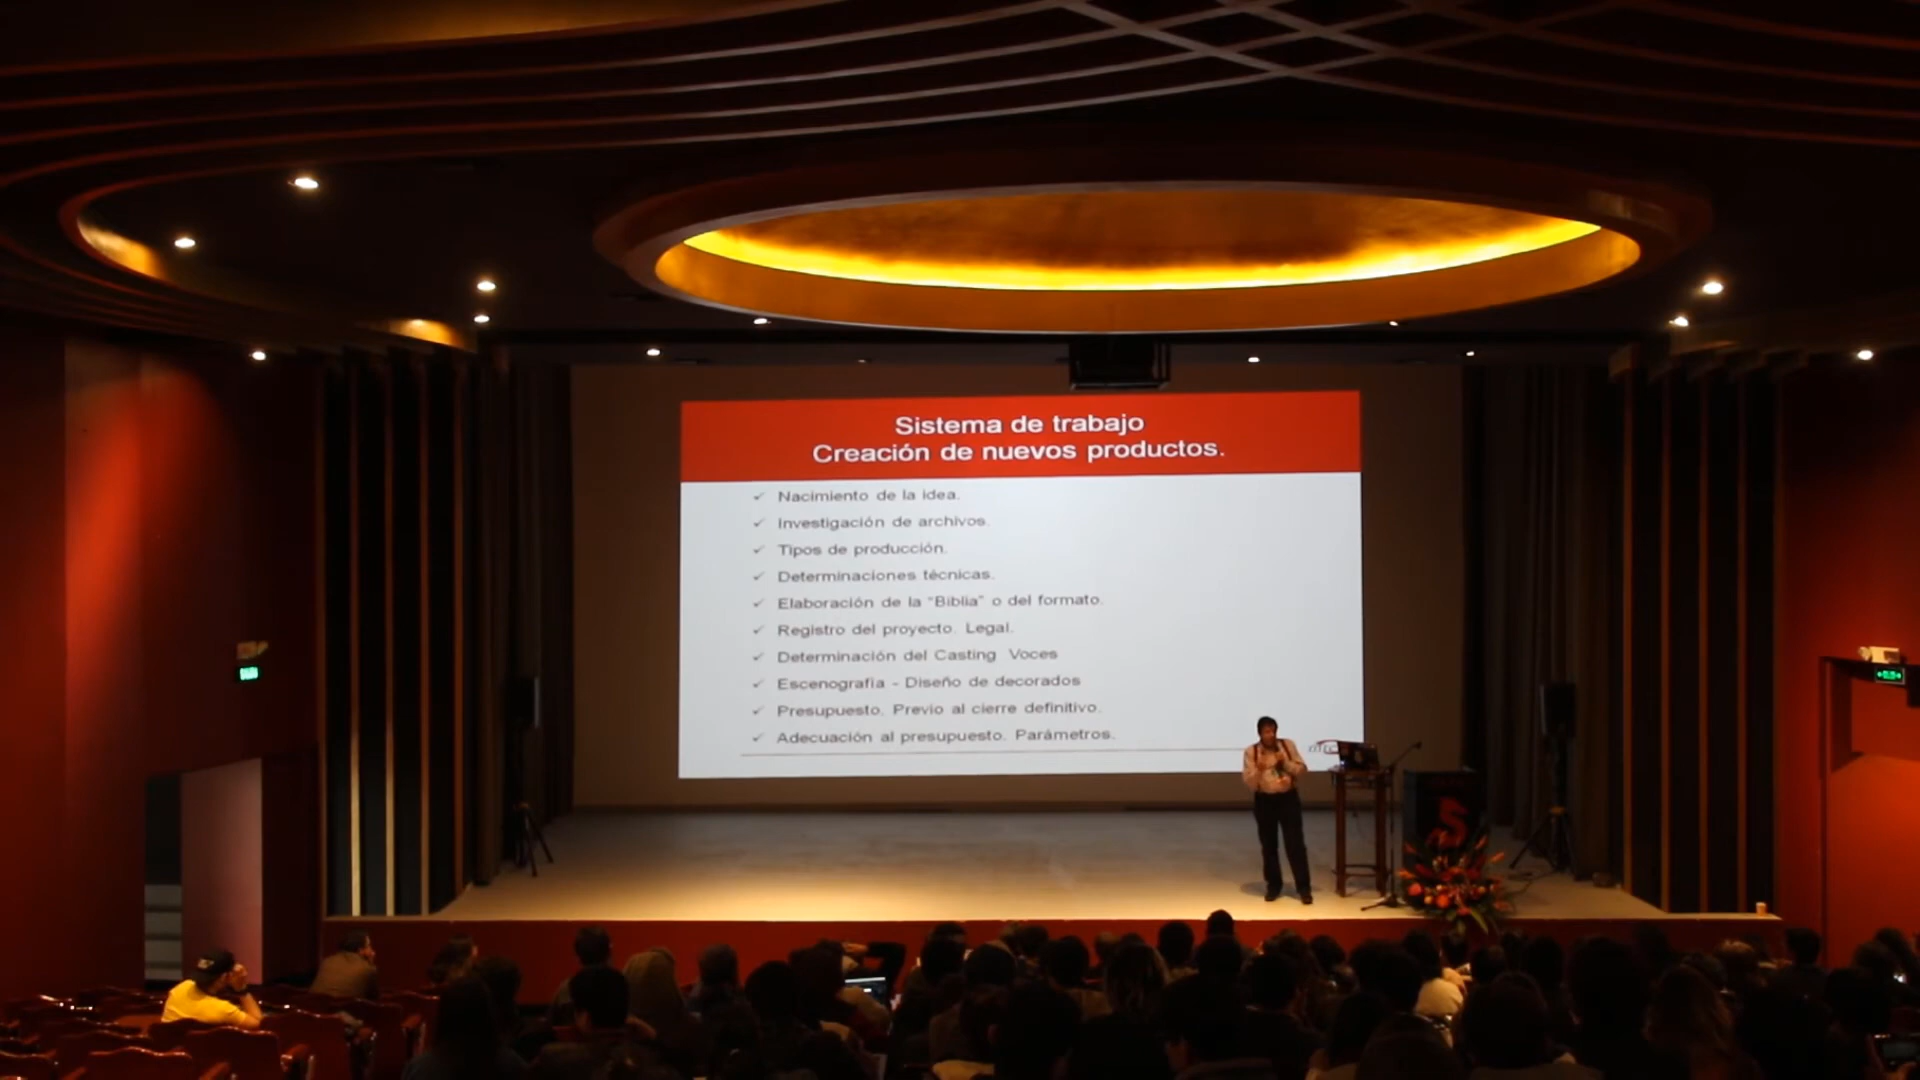 Sistema de trabajo
Creación de nuevos productos.
✓ Nacimiento de la idea.
✓ Investigación de archivos.
✓ Tipos de producción.
✓ Determinaciones técnicas.
✓ Elaboración de la “Biblia” o del formato.
✓ Registro del proyecto. Legal.
✓ Determinación del Casting Voces
✓ Escenografía - Diseño de decorados
✓ Presupuesto. Previo al cierre definitivo.
✓ Adecuación al presupuesto. Parámetros.
S